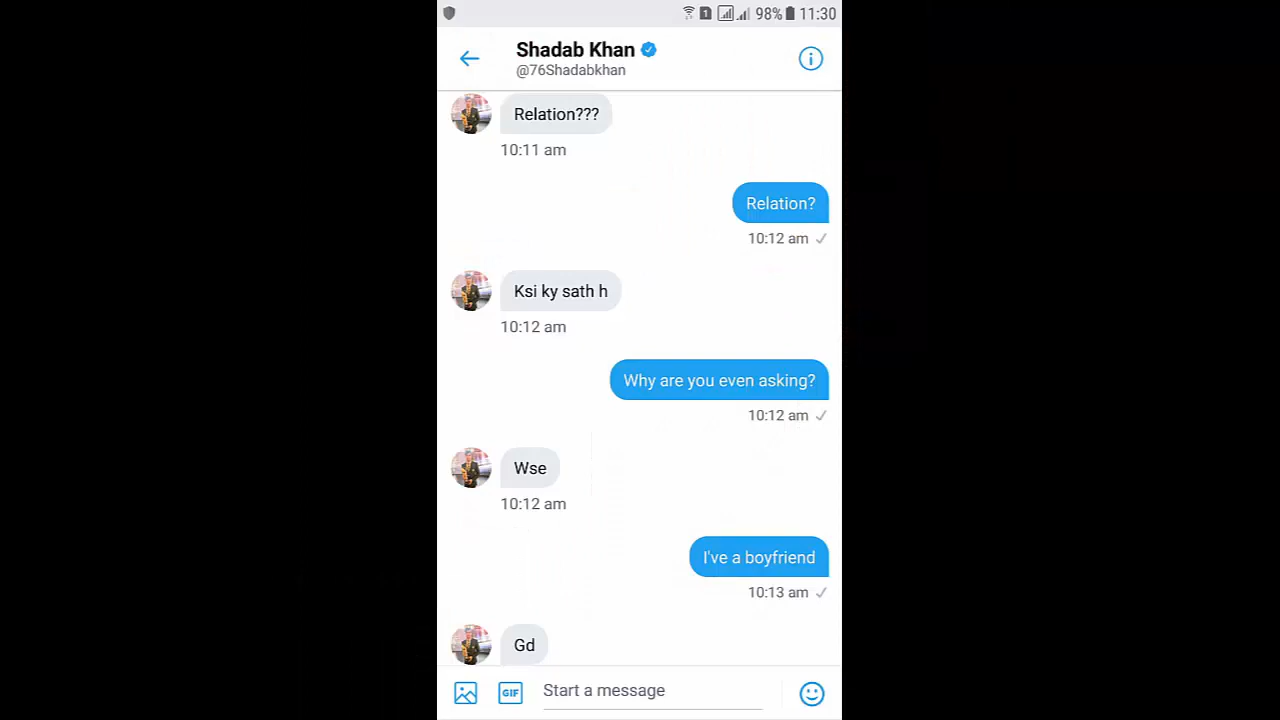 98% 11:30
Shadab Khan
@76Shadabkhan
Relation???
10:11 am
Relation?
10:12 am
Ksi ky sath h
10:12 am
Why are you even asking?
10:12 am
Wse
10:12 am
I've a boyfriend
10:13 am
Gd
GIF Start a message